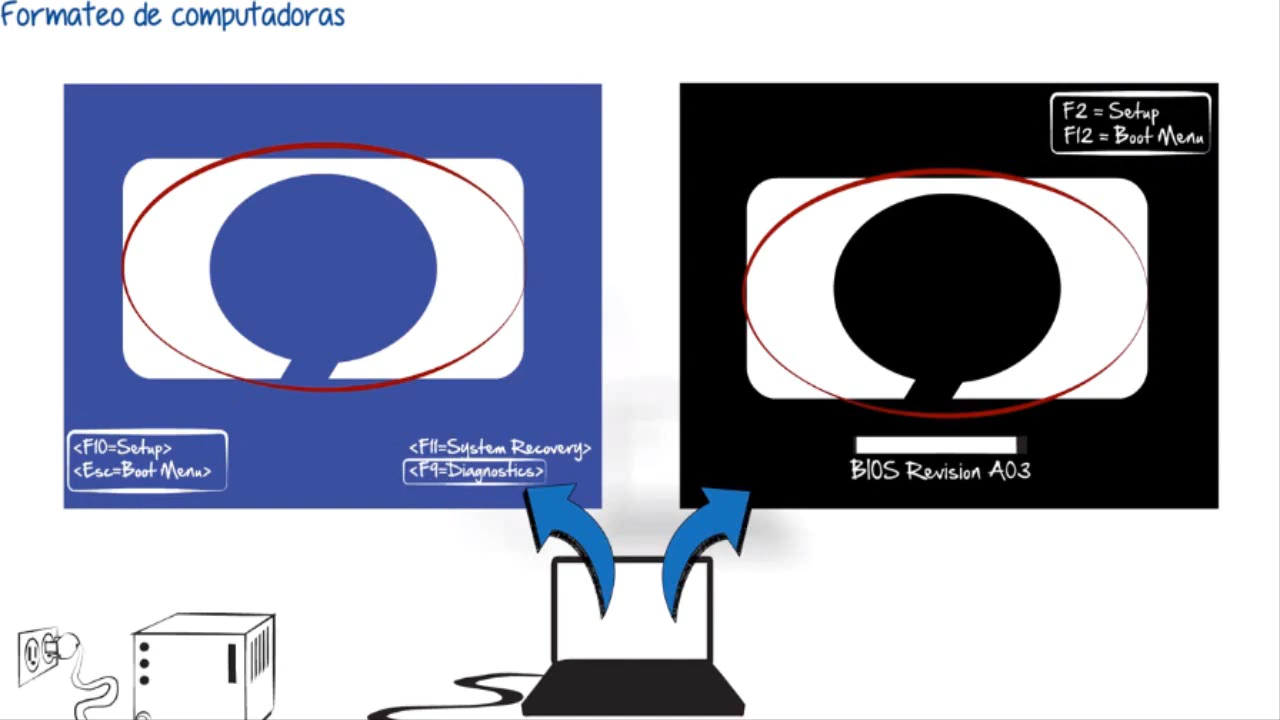 Formateo de computadoras
F2 = Setup
F12 = Boot Menu
<F10=Setup>
<Esc=Boot Menu>
<F11=System Recovery>
<F9=Diagnostics>
BIOS Revision A03